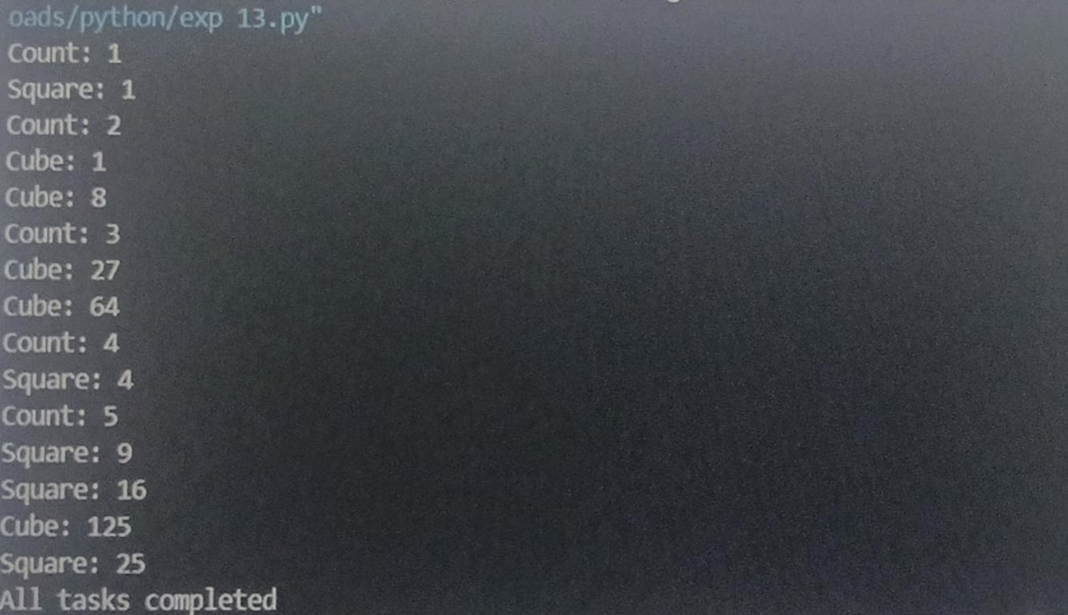 oads/python/exp 13.py"
Count: 1
Square: 1
Count: 2
Cube: 1
Cube: 8
Count: 3
Cube: 27
Cube: 64
Count: 4
Square: 4
Count: 5
Square: 9
Square: 16
Cube: 125
Square: 25
All tasks completed